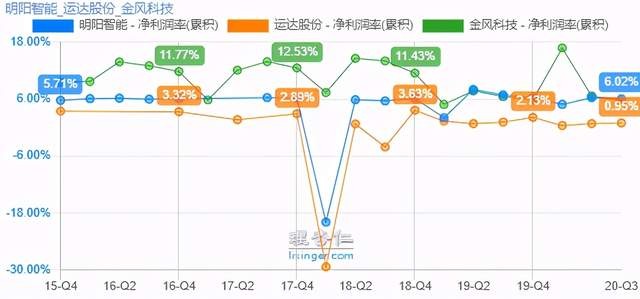 明阳智能_运达股份_金风科技
明阳智能 - 净利润率(累积)
运达股份 - 净利润率(累积)
金风科技 - 净利润率(累积)
18.00%
11.77%
12.53%
11.43%
5.71%
6.00%
3.32%
2.89%
3.63%
2.13%
6.02%
0.95%
-6.00%
-18.00%
理杏仁
lixinger.com
-30.00%
15-Q4
16-Q2
16-Q4
17-Q2
17-Q4
18-Q2
18-Q4
19-Q2
19-Q4
20-Q3